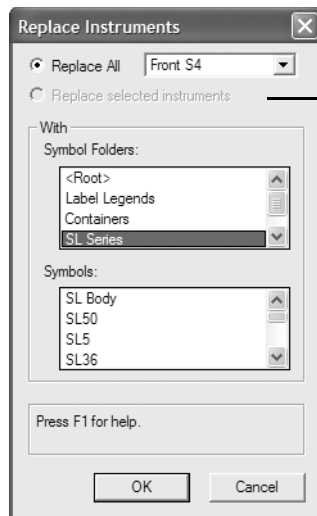 Replace Instruments
Replace All Front S4
Replace selected instruments
With
Symbol Folders:
<Root>
Label Legends
Containers
SL Series
Symbols:
SL Body
SL50
SL5
SL36
Press F1 for help.
OK Cancel